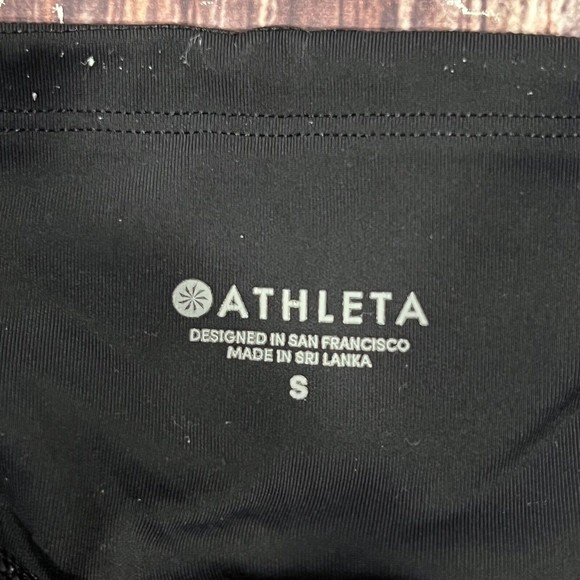 ATHLETA
DESIGNED IN SAN FRANCISCO
MADE IN SRI LANKA
S